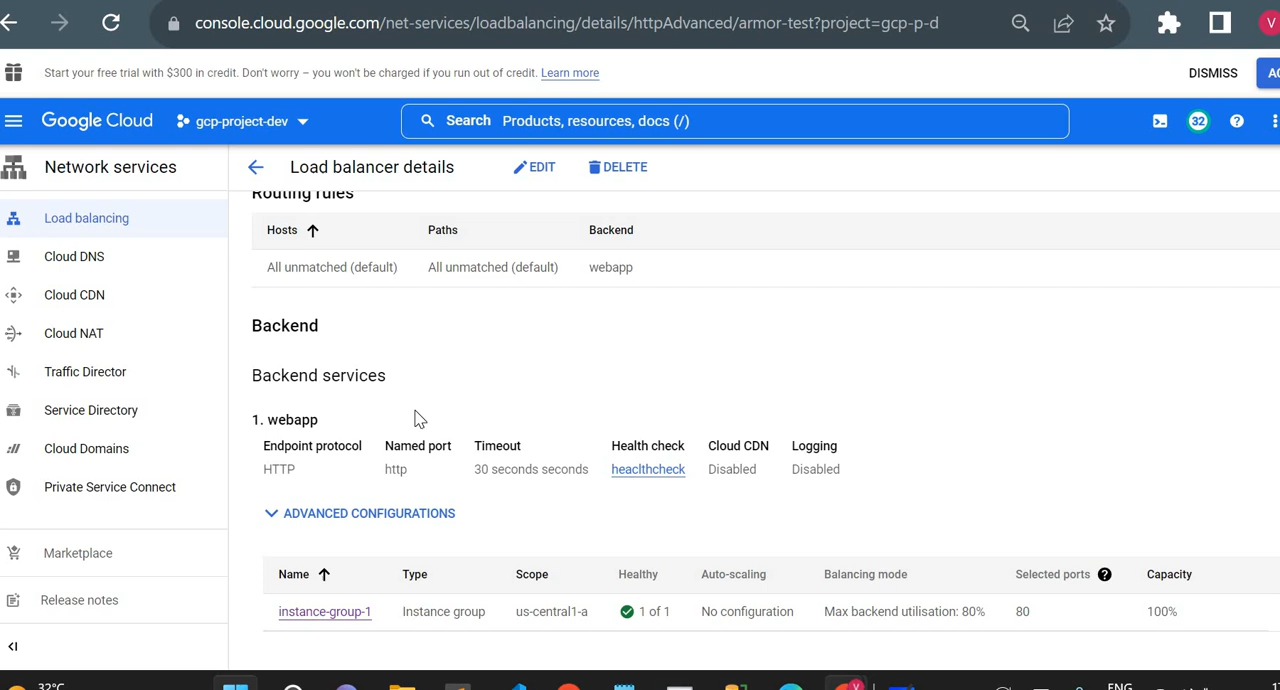 console.cloud.google.com/net-services/loadbalancing/details/httpAdvanced/armor-test?project=gcp-p-d
V
Start your free trial with $300 in credit. Don't worry – you won't be charged if you run out of credit. Learn more
DISMISS
Google Cloud
gcp-project-dev
Search Products, resources, docs (/)
32
Network services
Load balancer details
EDIT
DELETE
Load balancing
Cloud DNS
Cloud CDN
Cloud NAT
Traffic Director
Service Directory
Cloud Domains
Private Service Connect
Marketplace
Release notes
Routing rules
Hosts Paths Backend
All unmatched (default) All unmatched (default) webapp
Backend
Backend services
1. webapp
Endpoint protocol Named port Timeout Health check Cloud CDN Logging
HTTP http 30 seconds seconds heaclthcheck Disabled Disabled
ADVANCED CONFIGURATIONS
Name Type Scope Healthy Auto-scaling Balancing mode Selected ports Capacity
instance-group-1 Instance group us-central1-a 1 of 1 No configuration Max backend utilisation: 80% 80 100%
32°C
ENG